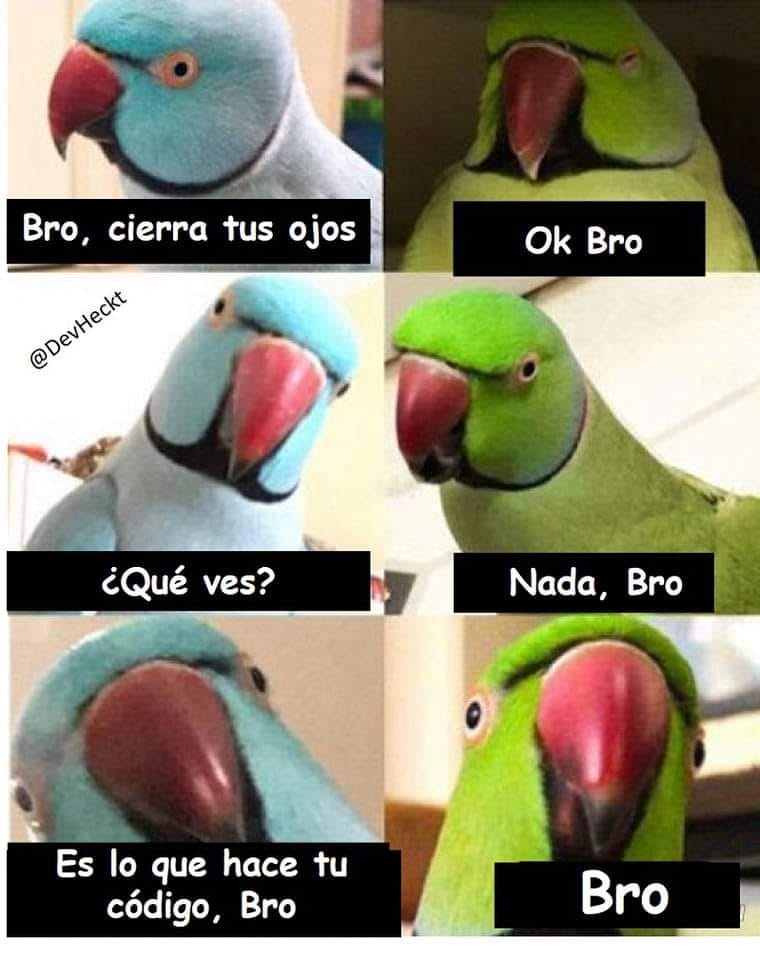 Bro, cierra tus ojos
Ok Bro
@DevHeckt
¿Qué ves?
Nada, Bro
Es lo que hace tu
código, Bro
Bro